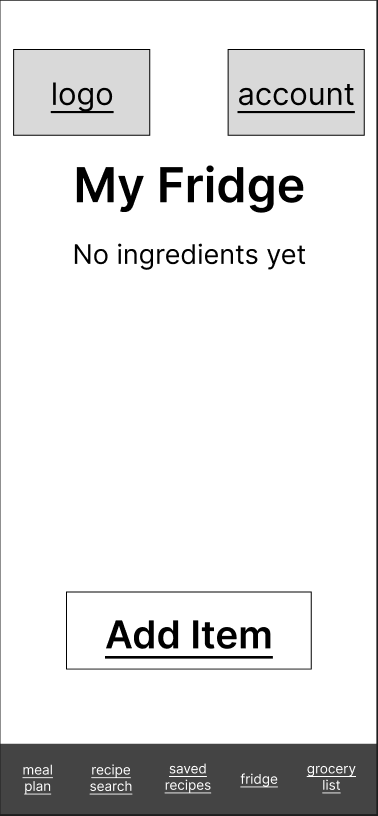 logo
account
My Fridge
No ingredients yet
Add Item
meal
plan
recipe
search
saved
recipes
fridge
grocery
list